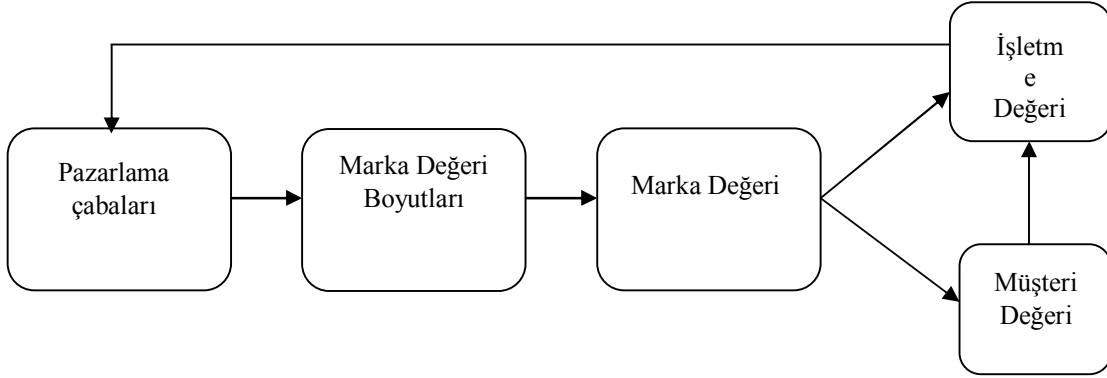 Pazarlama
çabaları
Marka Değeri
Boyutları
Marka Değeri
İşletm
e
Değeri
Müşteri
Değeri